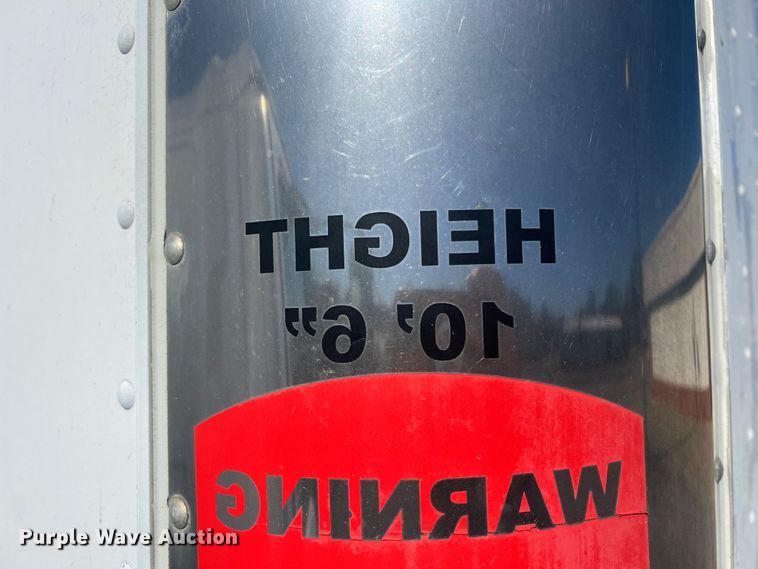 HEIGHT
10' 6"
WARNING
Purple Wave Auction